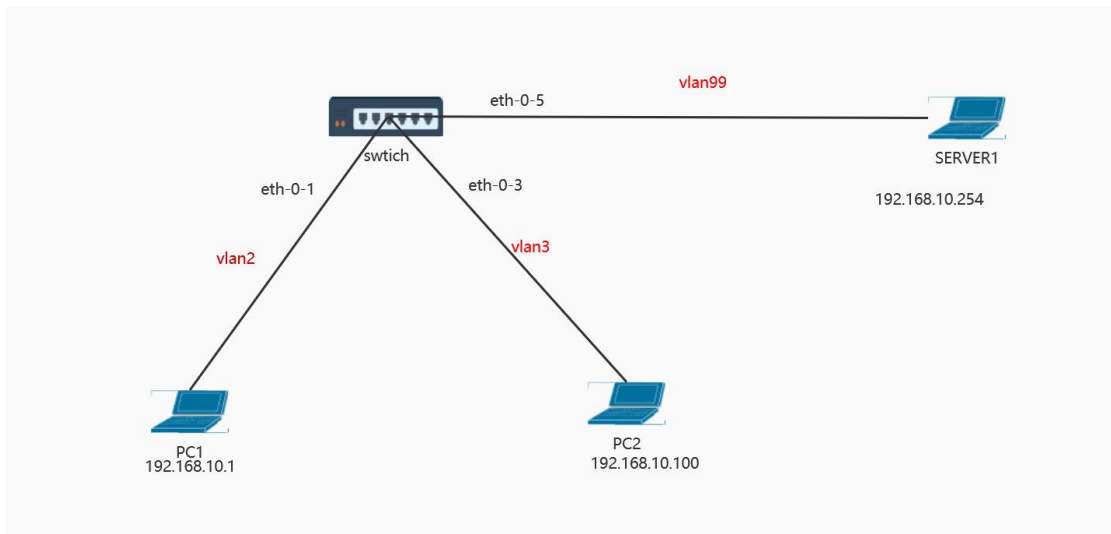 vlan99
eth-0-5
swtich
SERVER1
eth-0-1
eth-0-3
192.168.10.254
vlan2
vlan3
PC1
192.168.10.1
PC2
192.168.10.100